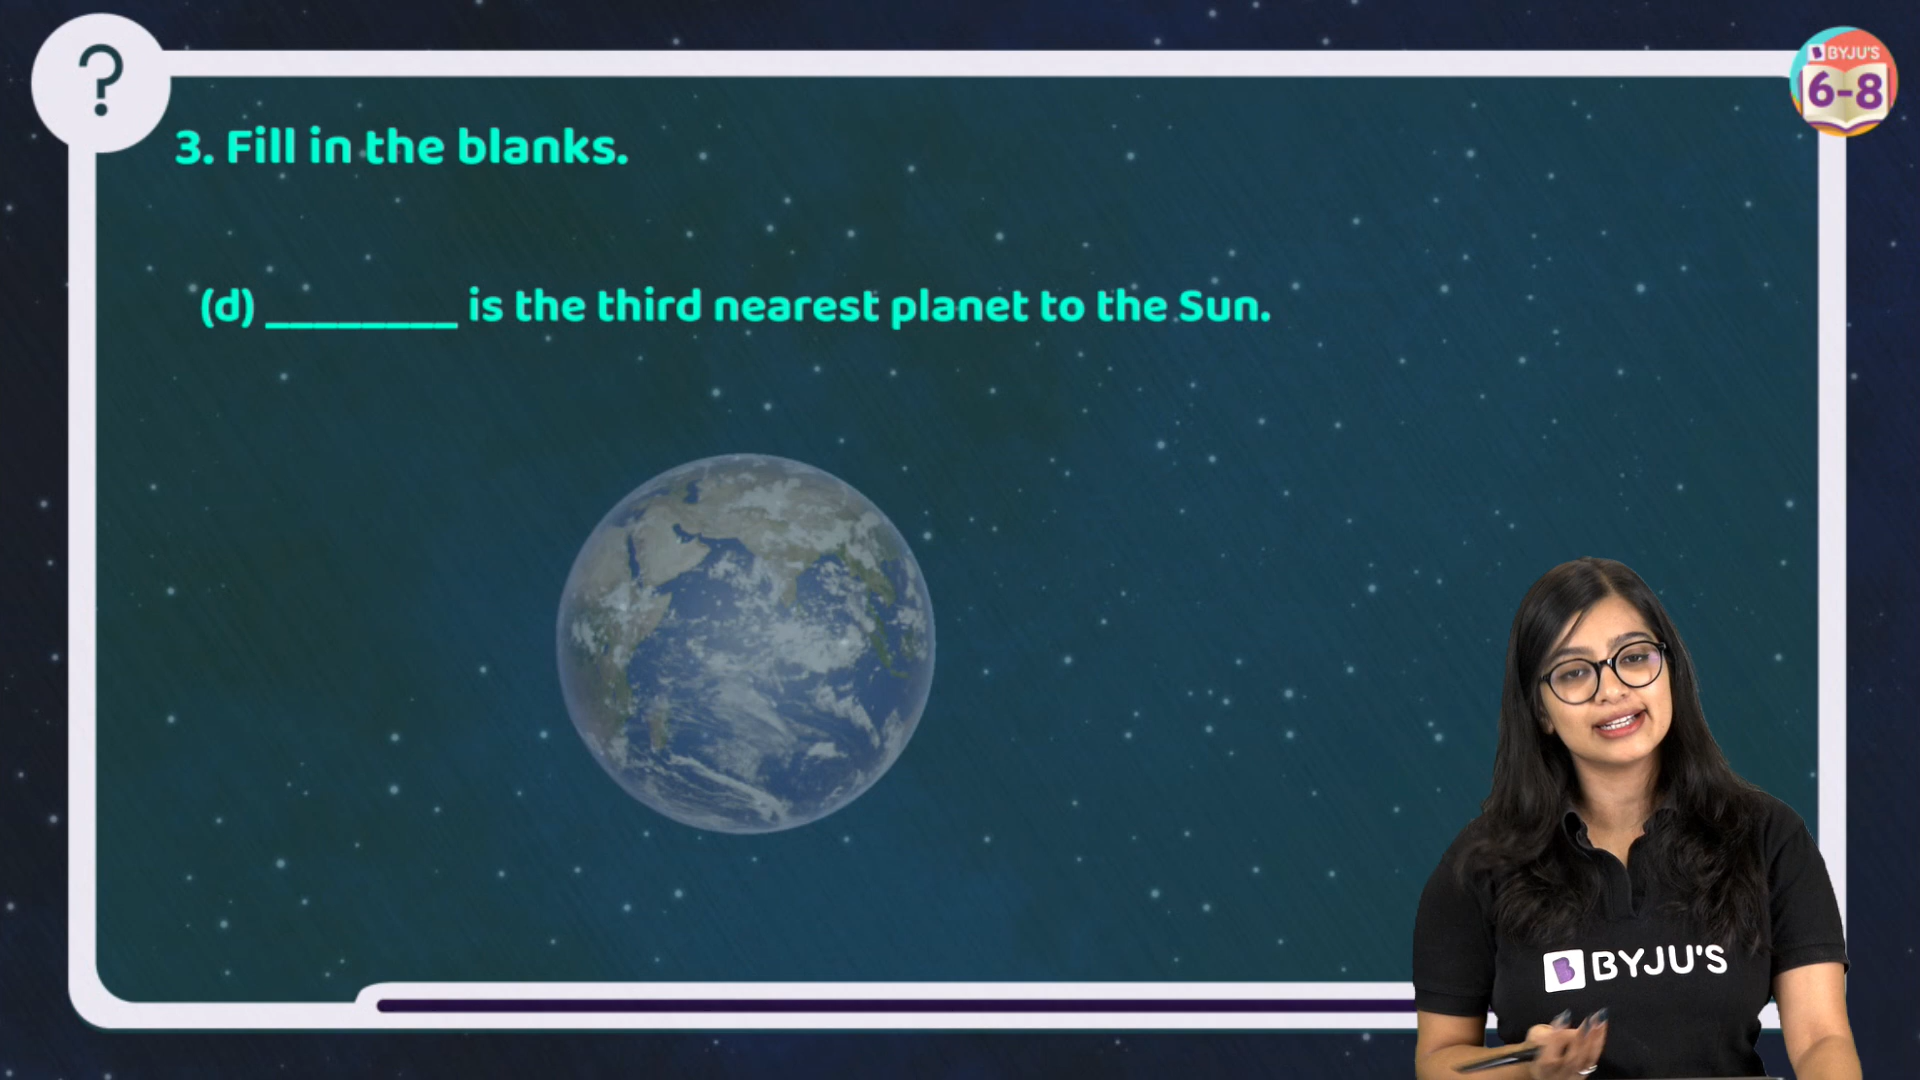 ?
BYJU'S
6-8
3. Fill in the blanks.
(d) ________ is the third nearest planet to the Sun.
BYJU'S